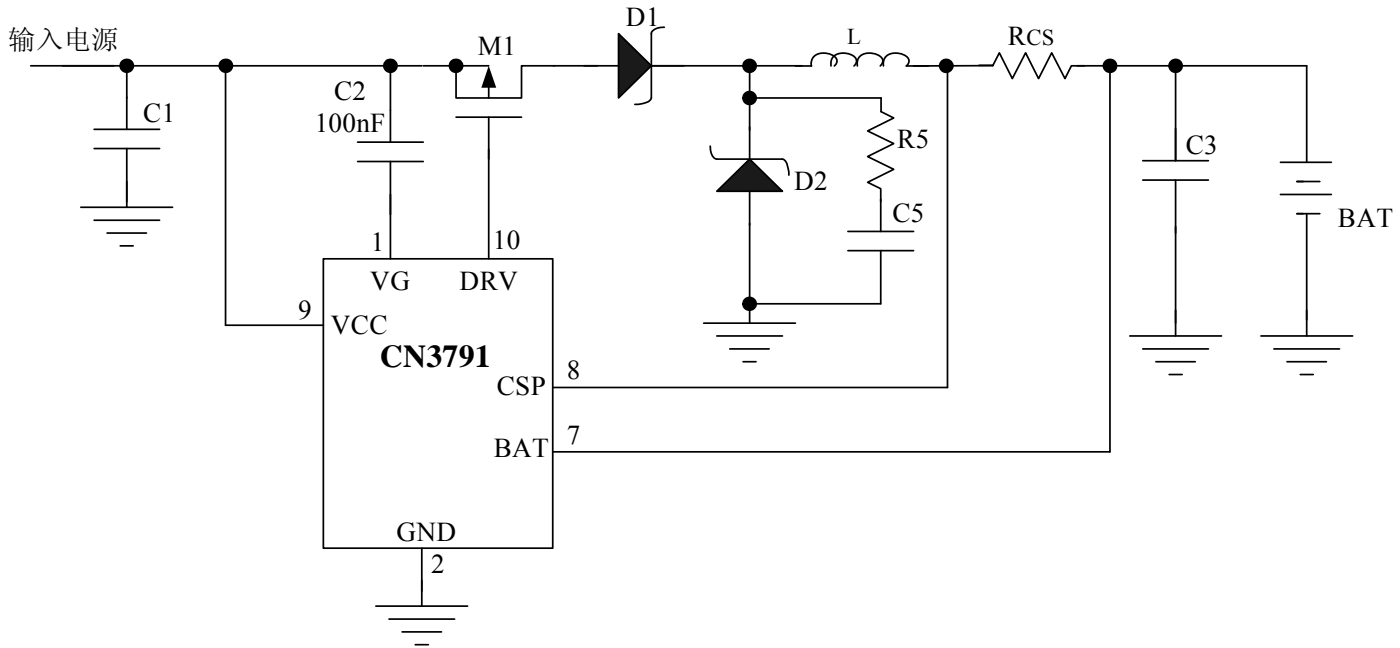 D1
输入电源
M1
L
RCS
C2
100nF
C1
R5
C3
D2
C5
BAT
1
10
VG
DRV
9
VCC
CN3791
8
CSP
7
BAT
GND
2